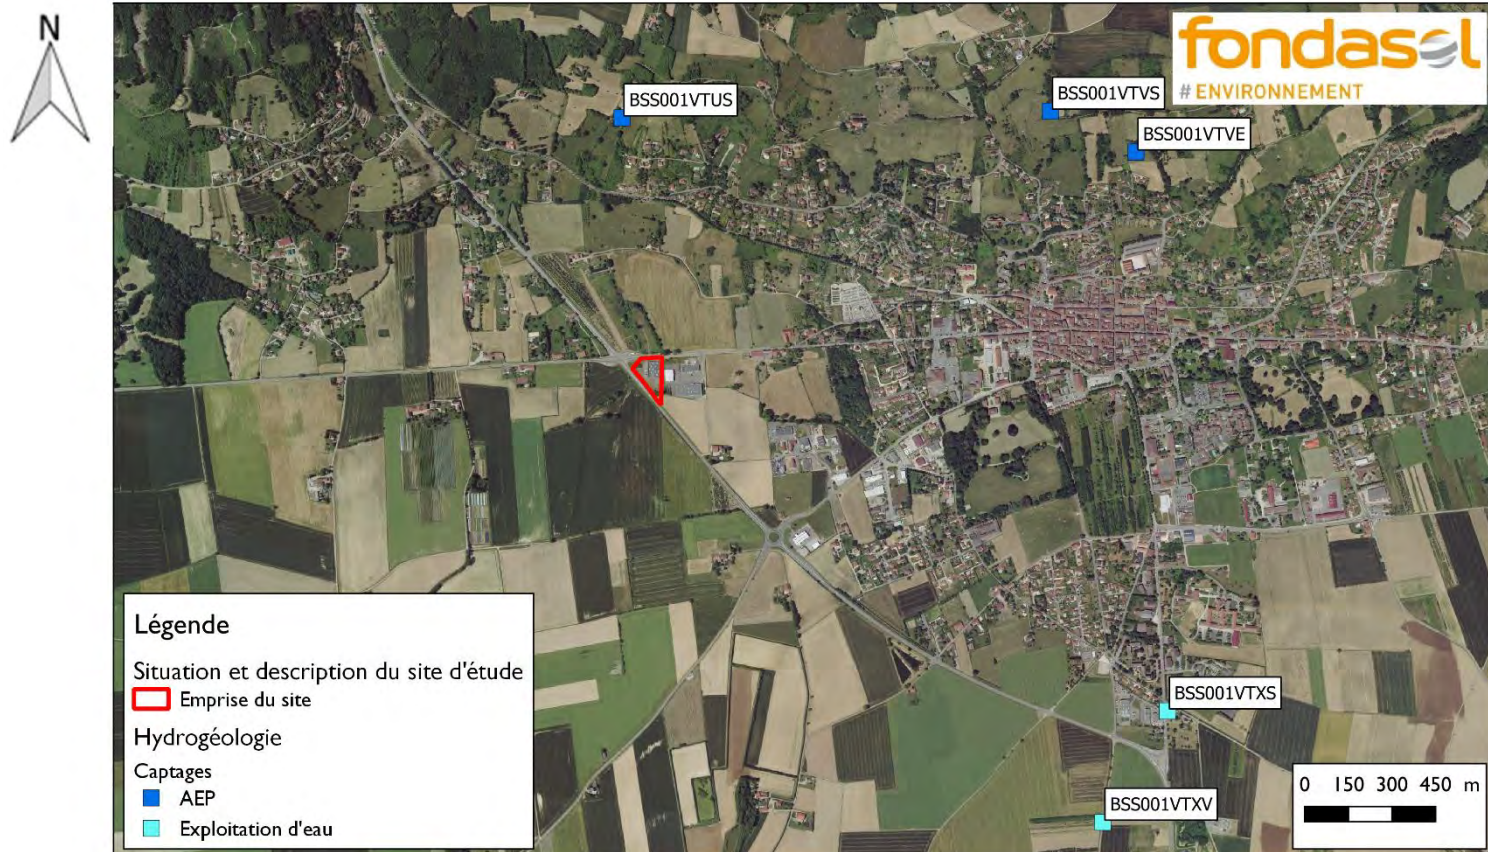 N
fondasol
# ENVIRONNEMENT
BSS001VTUS
BSS001VTVS
BSS001VTVE
BSS001VTXS
BSS001VTXV
Légende
Situation et description du site d'étude
Emprise du site
Hydrogéologie
Captages
AEP
Exploitation d'eau
0 150 300 450 m